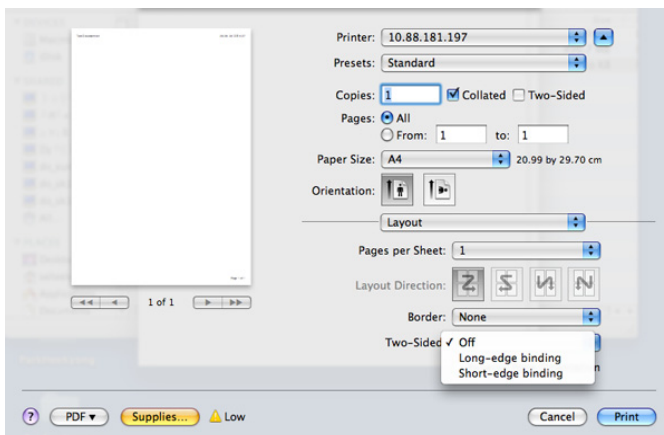 Printer: 10.88.181.197
Presets: Standard
Copies: 1 Collated Two-Sided
Pages: All
From: 1 to: 1
Paper Size: A4 20.99 by 29.70 cm
Orientation:
Layout
Pages per Sheet: 1
Layout Direction:
Border: None
Two-Sided ✓ Off
Long-edge binding
Short-edge binding
1 of 1
? PDF▼ Supplies... Low Cancel Print